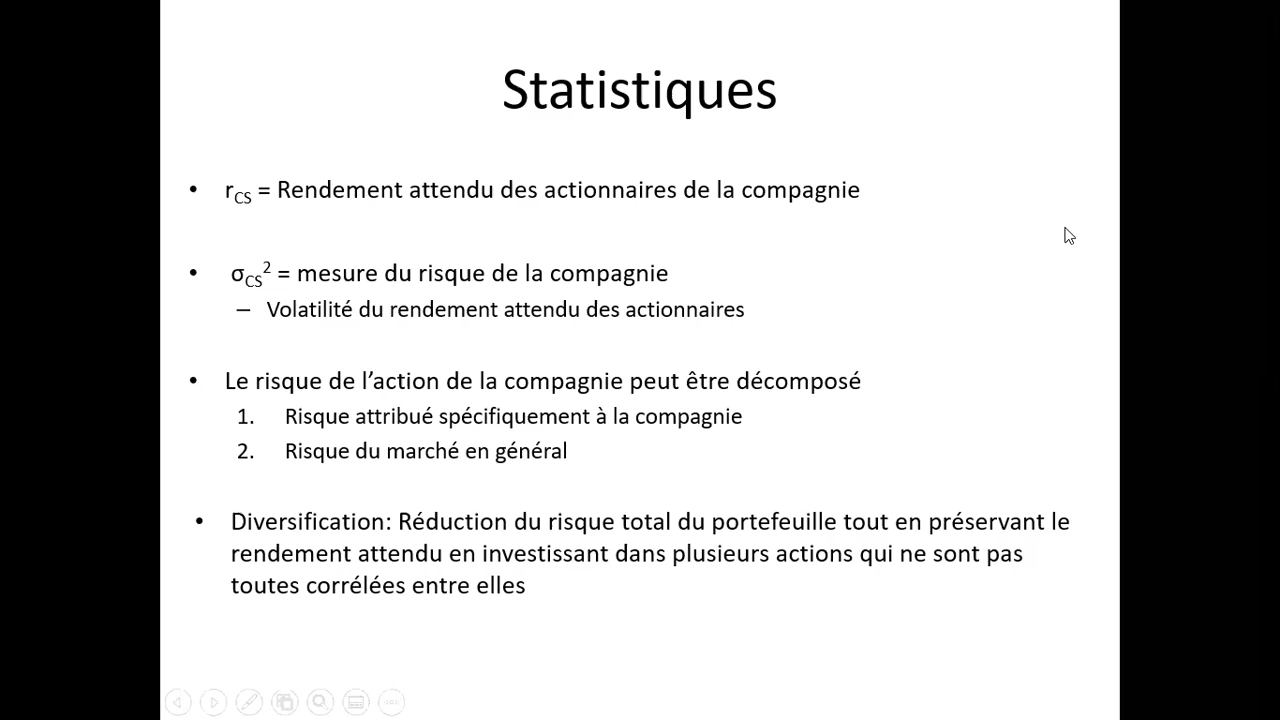 Statistiques
• r_CS = Rendement attendu des actionnaires de la compagnie
• σ_CS² = mesure du risque de la compagnie
– Volatilité du rendement attendu des actionnaires
• Le risque de l’action de la compagnie peut être décomposé
1. Risque attribué spécifiquement à la compagnie
2. Risque du marché en général
• Diversification: Réduction du risque total du portefeuille tout en préservant le
rendement attendu en investissant dans plusieurs actions qui ne sont pas
toutes corrélées entre elles